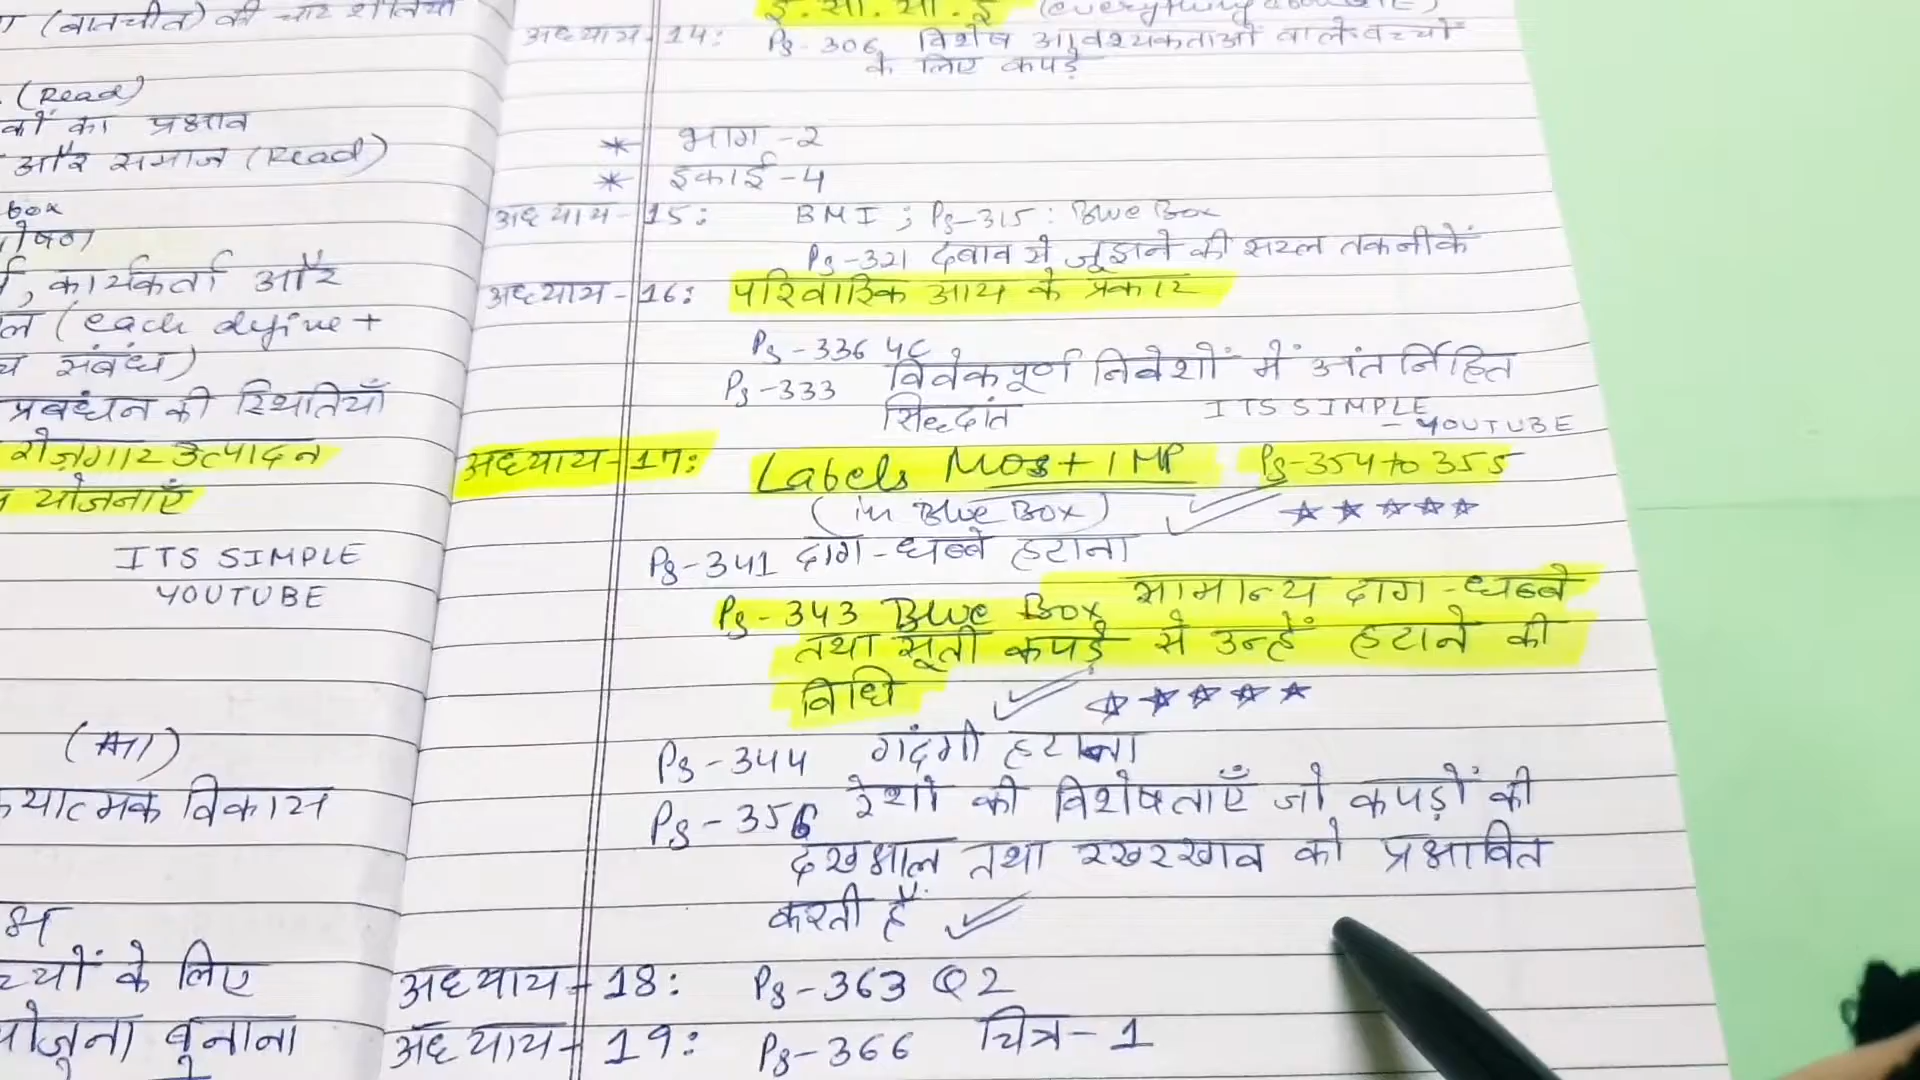 (बातचीत) की चार शैलियाँ
(Read)
का प्रभाव
और समाज (Read)
box
पोषण
, कार्यकर्ता और
(each define +
संबंध)
प्रबंधन की स्थितियाँ
रोज़गार उत्पादन
योजनाएँ
ITS SIMPLE
YOUTUBE
क्रियात्मक विकास
के लिए
योजना बनाना
ई.सी.सी.ई
अध्याय-14: Pg-306 विशेष आवश्यकताओं वाले बच्चों
के लिए कपड़े
* भाग-2
* इकाई-4
अध्याय-15: BMI ; Pg-315 : Blue Box
Pg-321 दबाव से जूझने की सरल तकनीकें
अध्याय-16: परिवारिक आय के प्रकार
Pg-336 4C
Pg-333 विवेकपूर्ण निवेशों में अंतर्निहित
सिद्धांत
ITS SIMPLE
- YOUTUBE
अध्याय-17: Labels Most IMP Pg-354 to 355
(in Blue Box) ★ ★ ★ ★ ★
Pg-341 दाग-धब्बे हटाना
Pg-343 Blue Box सामान्य दाग-धब्बे
तथा सूती कपड़े से उन्हें हटाने की
विधि ★ ★ ★ ★ ★
Pg-344 गंदगी हटाना
Pg-356 रेशों की विशेषताएँ जो कपड़ों की
देखभाल तथा रखरखाव को प्रभावित
करती हैं
अध्याय-18: Pg-363 Q2
अध्याय-19: Pg-366 चित्र-1